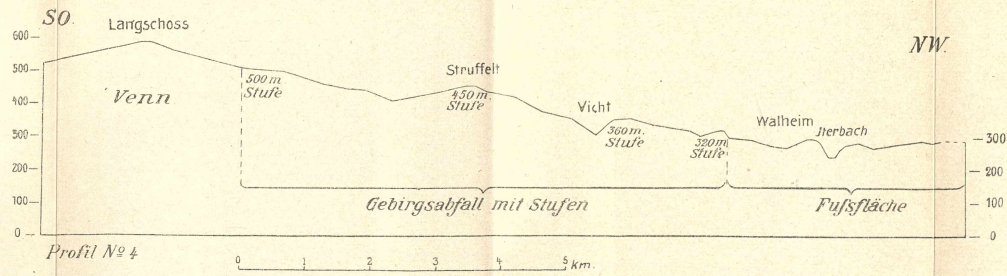 SO.
Langschoss
NW.
600
500
400
300
200
100
0
Venn
500 m
Stufe
Struffelt
450 m.
Stufe
Vicht
360 m.
Stufe
320 m
Stufe
Walheim
Jterbach
300
200
100
0
Gebirgsabfall mit Stufen
Fußfläche
Profil No 4
0 1 2 3 4 5 km.